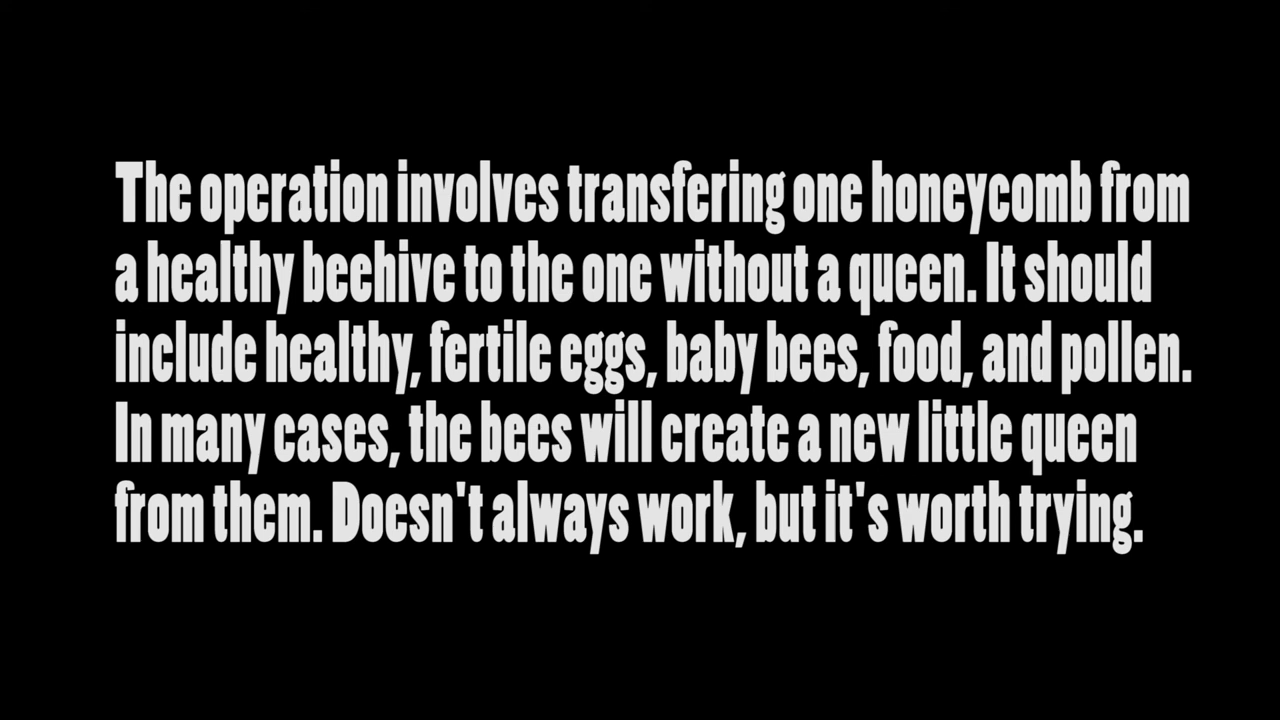 The operation involves transfering one honeycomb from
a healthy beehive to the one without a queen. It should
include healthy, fertile eggs, baby bees, food, and pollen.
In many cases, the bees will create a new little queen
from them. Doesn't always work, but it's worth trying.